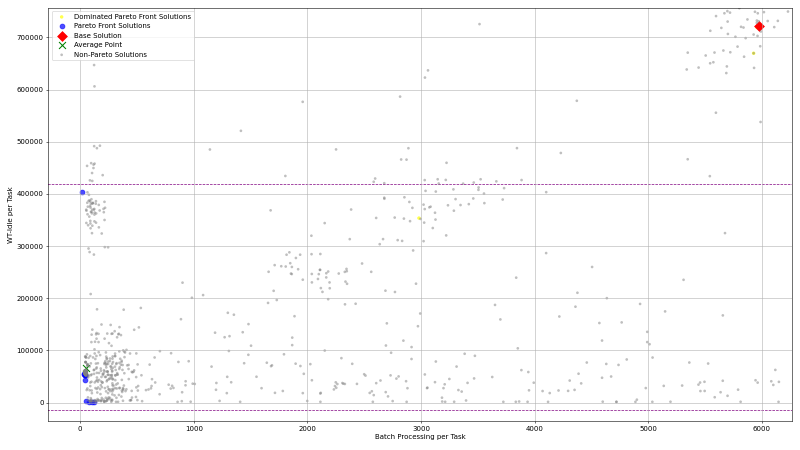 Dominated Pareto Front Solutions
Pareto Front Solutions
Base Solution
Average Point
Non-Pareto Solutions
700000
600000
500000
400000
300000
200000
100000
0
WT-Idle per Task
0 1000 2000 3000 4000 5000 6000
Batch Processing per Task